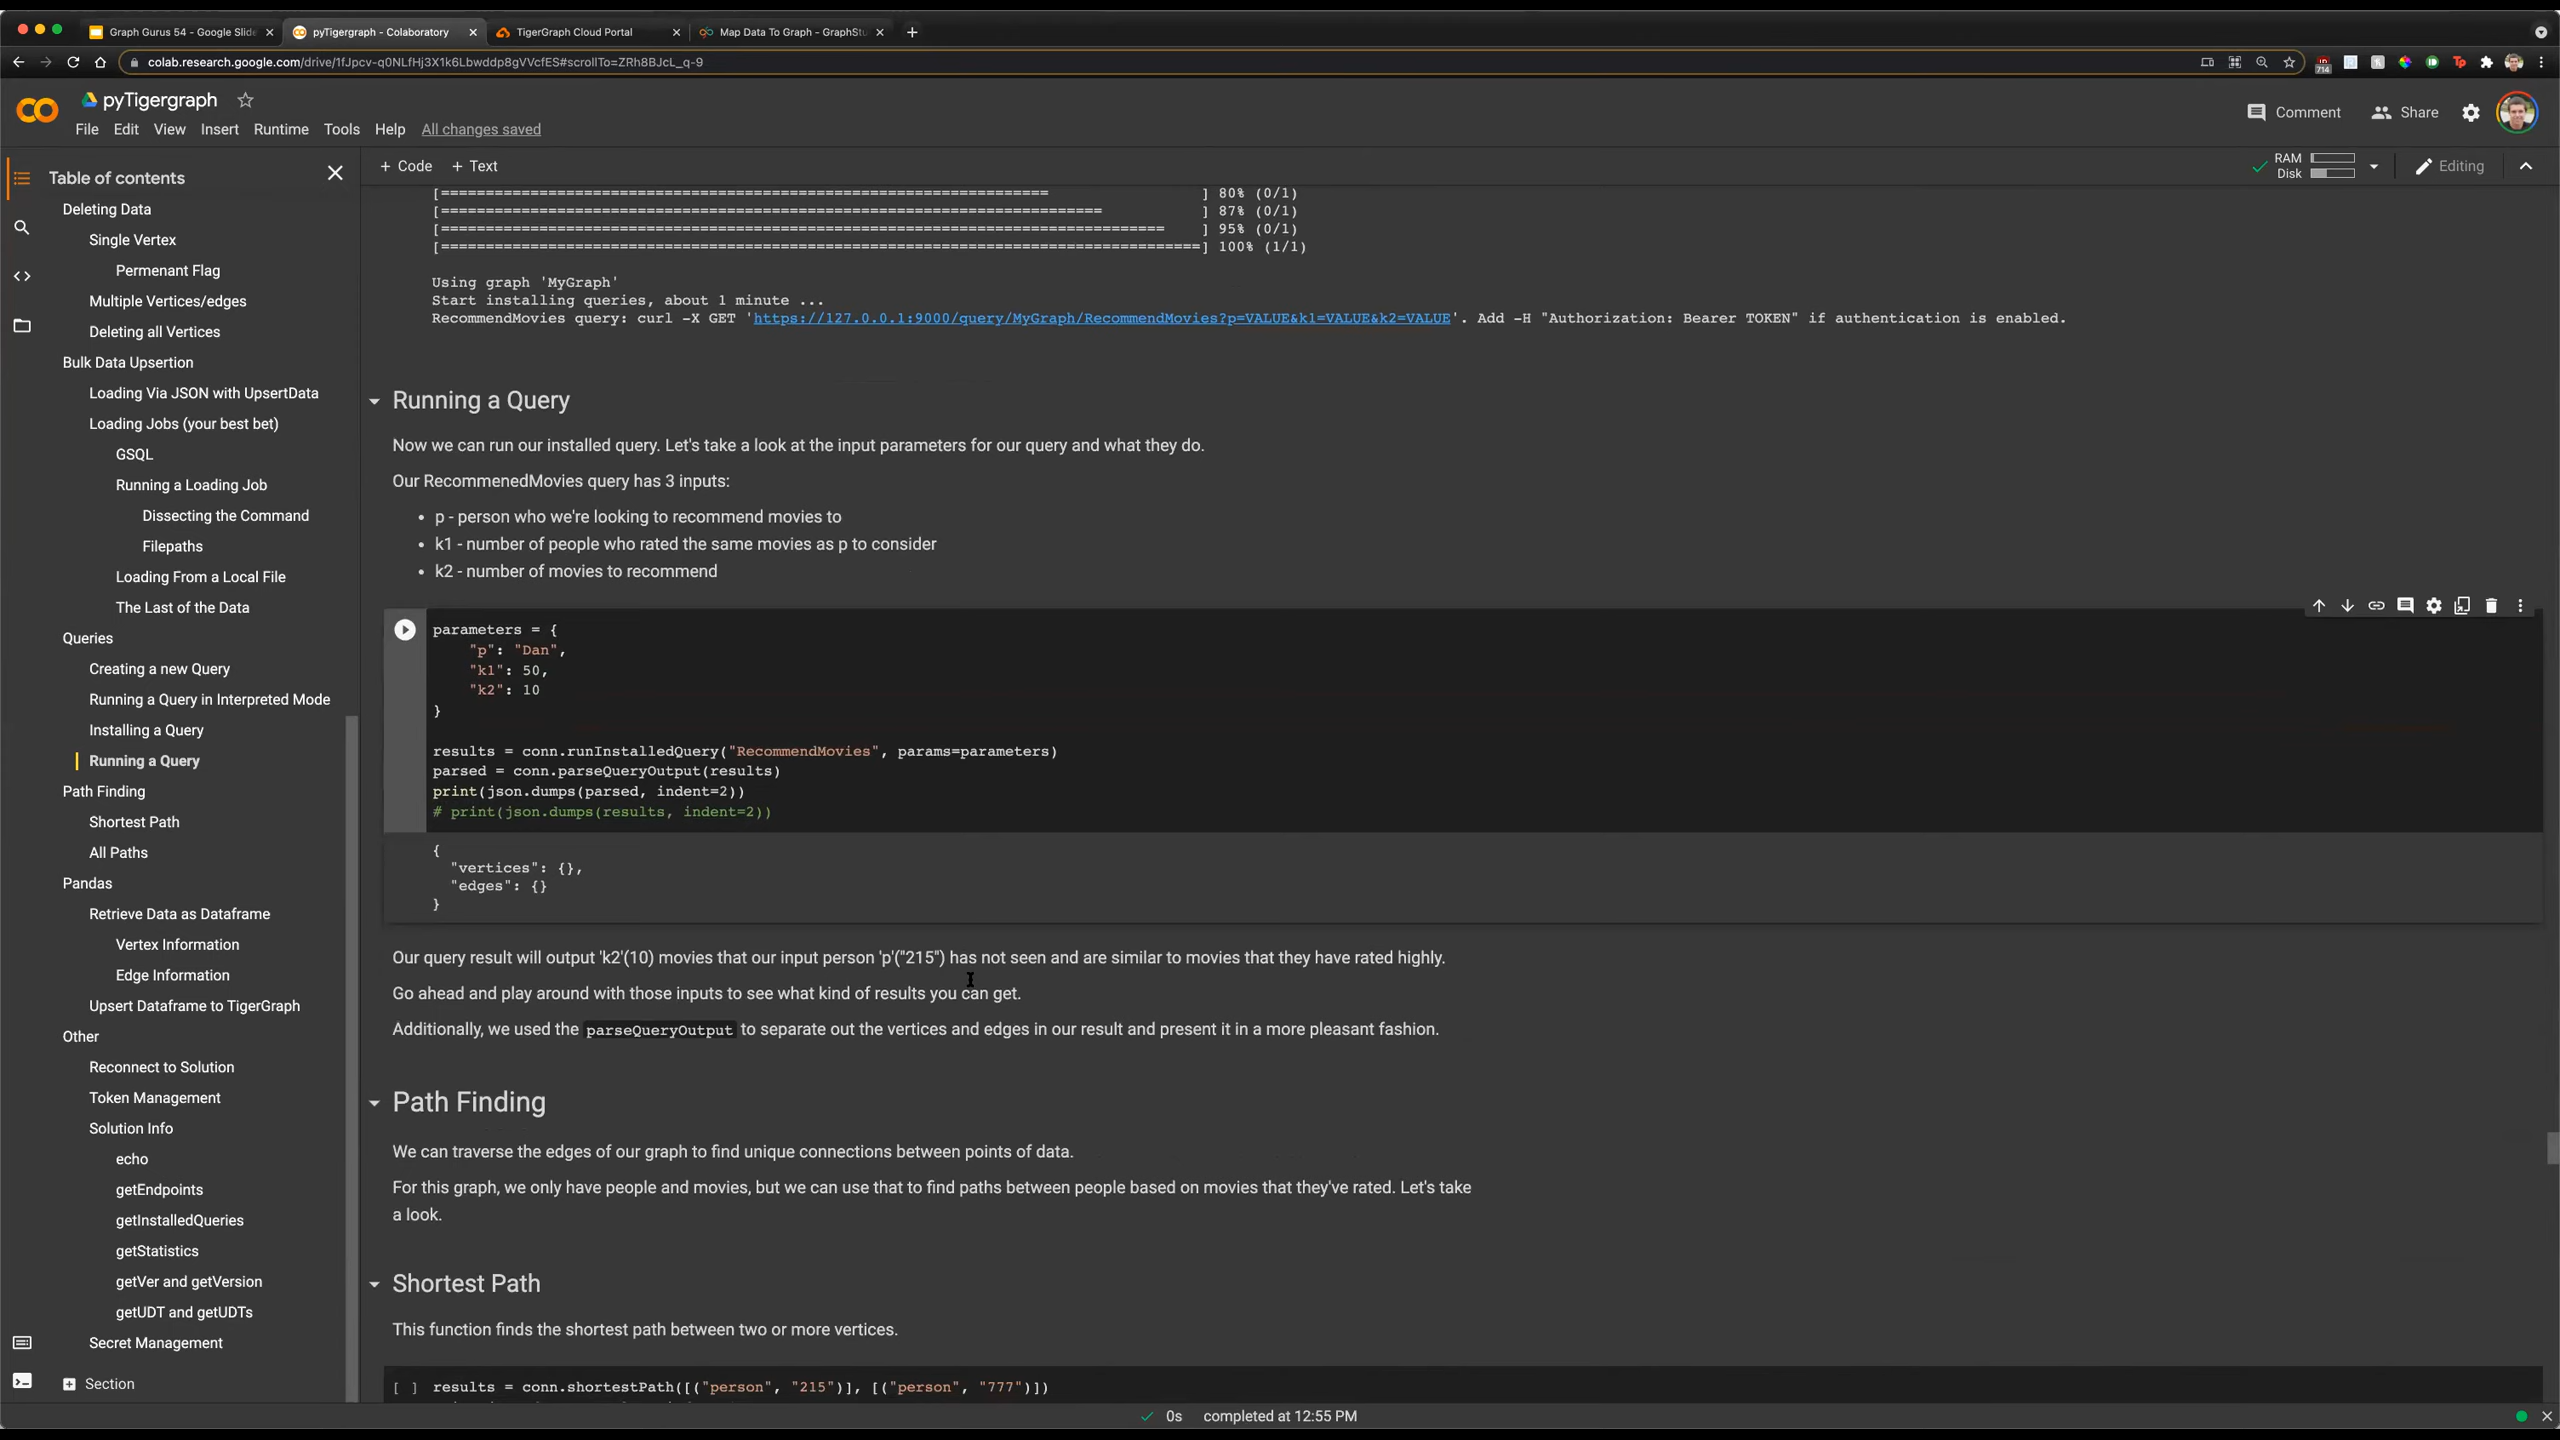 Graph Gurus 54 - Google Slide
pyTigergraph - Colaboratory
TigerGraph Cloud Portal
Map Data To Graph - GraphStu
colab.research.google.com/drive/1fJpcv-q0NLfHj3X1k6Lbwddp8gVVcfES#scrollTo=ZRh8BJcL_q-9
714
pyTigergraph
File Edit View Insert Runtime Tools Help All changes saved
Comment
Share
+ Code + Text
RAM
Disk
Editing
Table of contents
Deleting Data
Single Vertex
Permenant Flag
Multiple Vertices/edges
Deleting all Vertices
Bulk Data Upsertion
Loading Via JSON with UpsertData
Loading Jobs (your best bet)
GSQL
Running a Loading Job
Dissecting the Command
Filepaths
Loading From a Local File
The Last of the Data
Queries
Creating a new Query
Running a Query in Interpreted Mode
Installing a Query
Running a Query
Path Finding
Shortest Path
All Paths
Pandas
Retrieve Data as Dataframe
Vertex Information
Edge Information
Upsert Dataframe to TigerGraph
Other
Reconnect to Solution
Token Management
Solution Info
echo
getEndpoints
getInstalledQueries
getStatistics
getVer and getVersion
getUDT and getUDTs
Secret Management
Section
[==================================================================== ] 80% (0/1)
[========================================================================== ] 87% (0/1)
[================================================================================= ] 95% (0/1)
[=====================================================================================] 100% (1/1)
Using graph 'MyGraph'
Start installing queries, about 1 minute ...
RecommendMovies query: curl -X GET 'https://127.0.0.1:9000/query/MyGraph/RecommendMovies?p=VALUE&k1=VALUE&k2=VALUE'. Add -H "Authorization: Bearer TOKEN" if authentication is enabled.
Running a Query
Now we can run our installed query. Let's take a look at the input parameters for our query and what they do.
Our RecommenedMovies query has 3 inputs:
• p - person who we're looking to recommend movies to
• k1 - number of people who rated the same movies as p to consider
• k2 - number of movies to recommend
parameters = {
"p": "Dan",
"k1": 50,
"k2": 10
}
results = conn.runInstalledQuery("RecommendMovies", params=parameters)
parsed = conn.parseQueryOutput(results)
print(json.dumps(parsed, indent=2))
# print(json.dumps(results, indent=2))
{
"vertices": {},
"edges": {}
}
Our query result will output 'k2'(10) movies that our input person 'p'("215") has not seen and are similar to movies that they have rated highly.
Go ahead and play around with those inputs to see what kind of results you can get.
Additionally, we used the parseQueryOutput to separate out the vertices and edges in our result and present it in a more pleasant fashion.
Path Finding
We can traverse the edges of our graph to find unique connections between points of data.
For this graph, we only have people and movies, but we can use that to find paths between people based on movies that they've rated. Let's take
a look.
Shortest Path
This function finds the shortest path between two or more vertices.
[ ] results = conn.shortestPath([("person", "215")], [("person", "777")])
0s completed at 12:55 PM